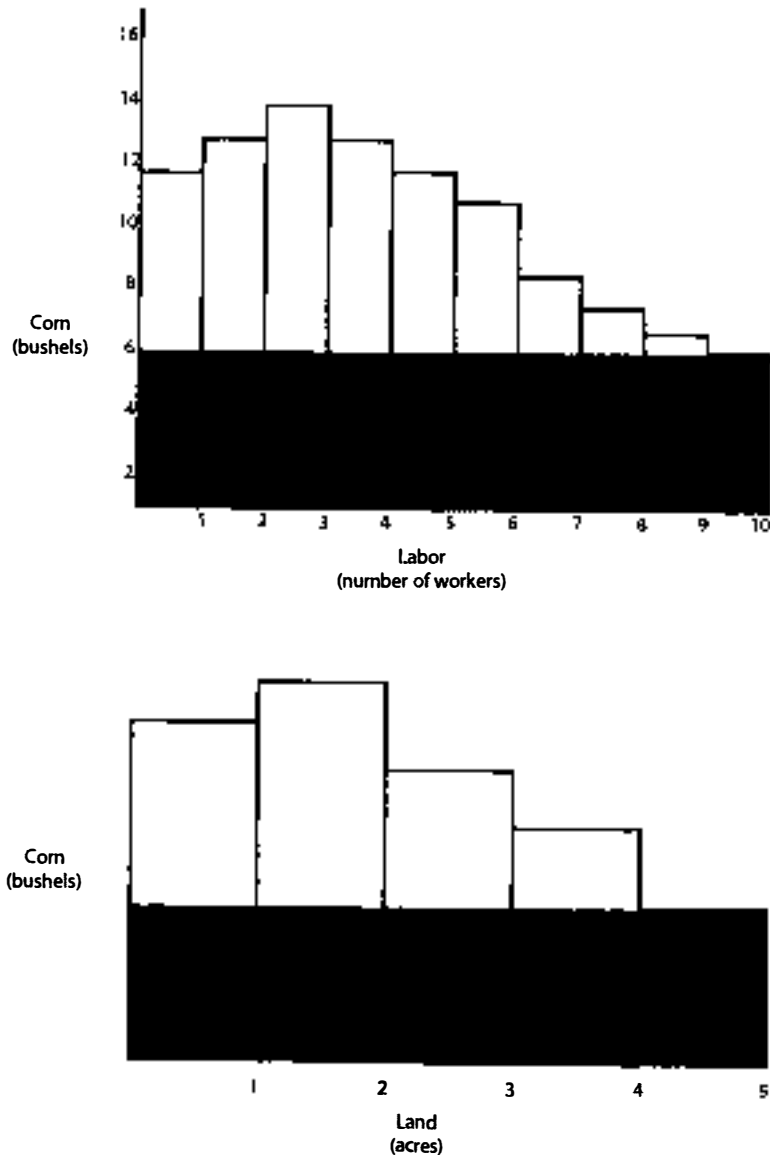 16
14
12
10
8
6
4
2
Corn
(bushels)
1 2 3 4 5 6 7 8 9 10
Labor
(number of workers)
Corn
(bushels)
1 2 3 4 5
Land
(acres)